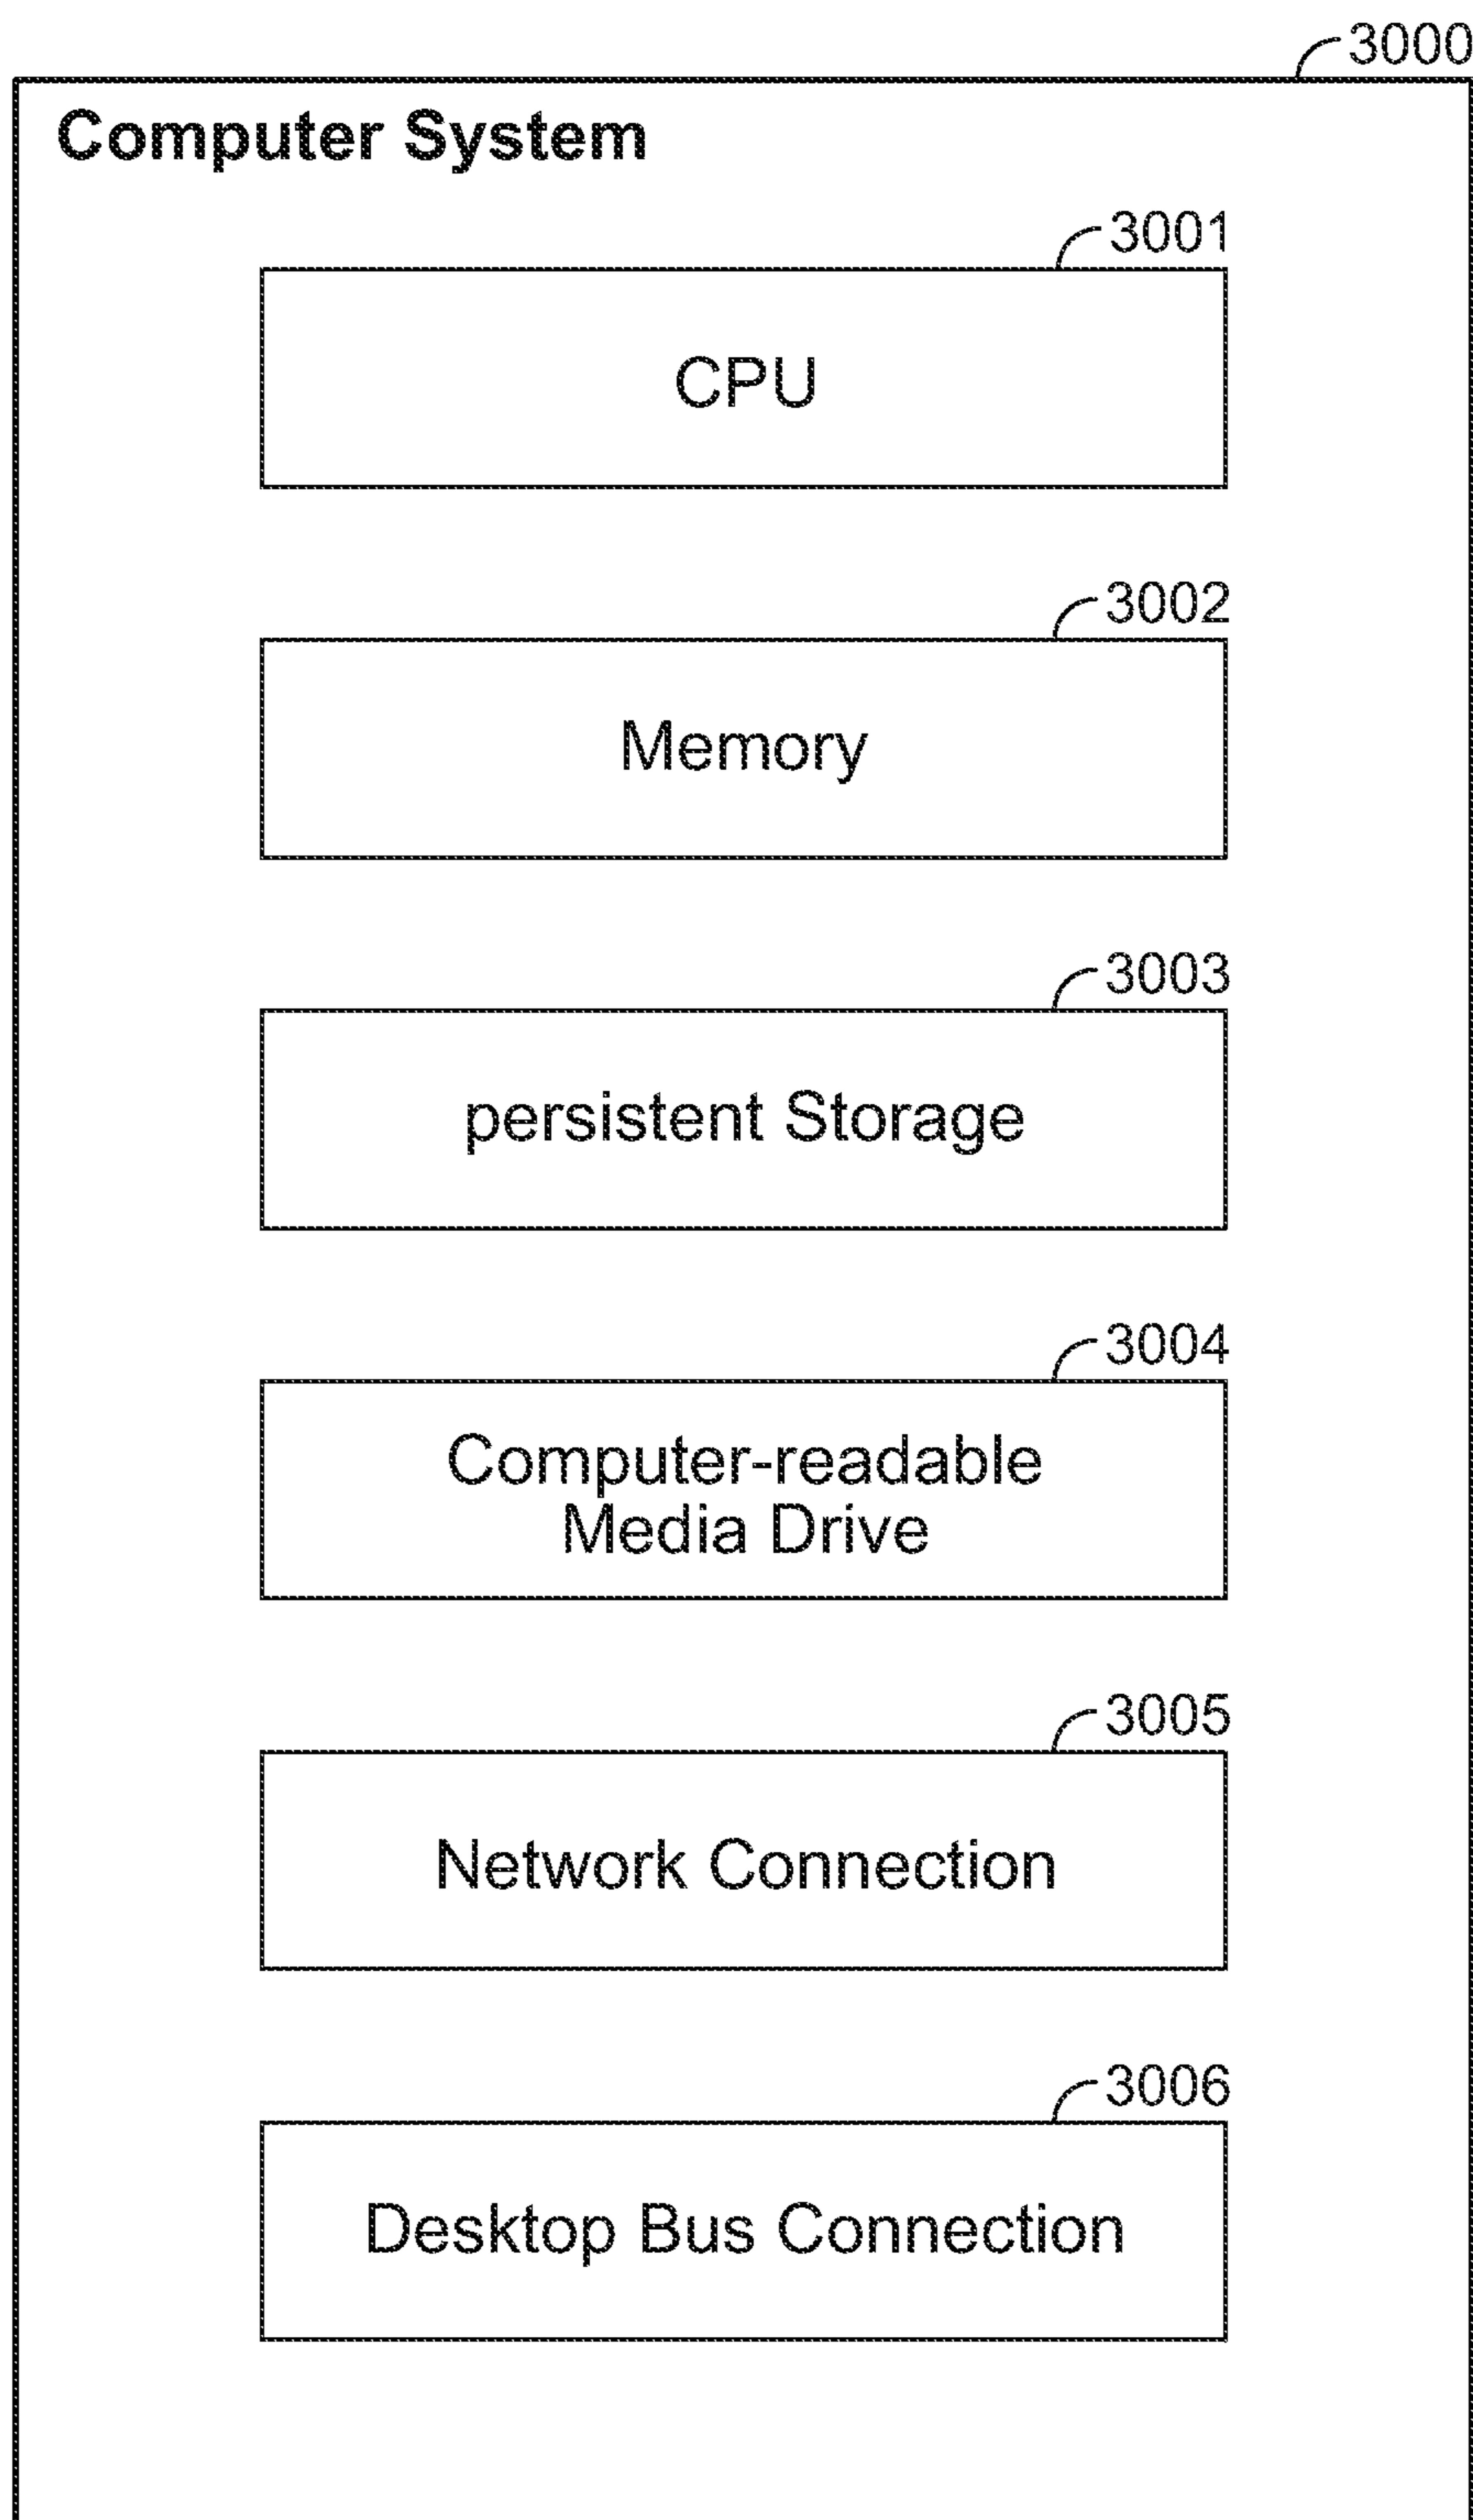 3000
Computer System
3001
CPU
3002
Memory
3003
persistent Storage
3004
Computer-readable
Media Drive
3005
Network Connection
3006
Desktop Bus Connection